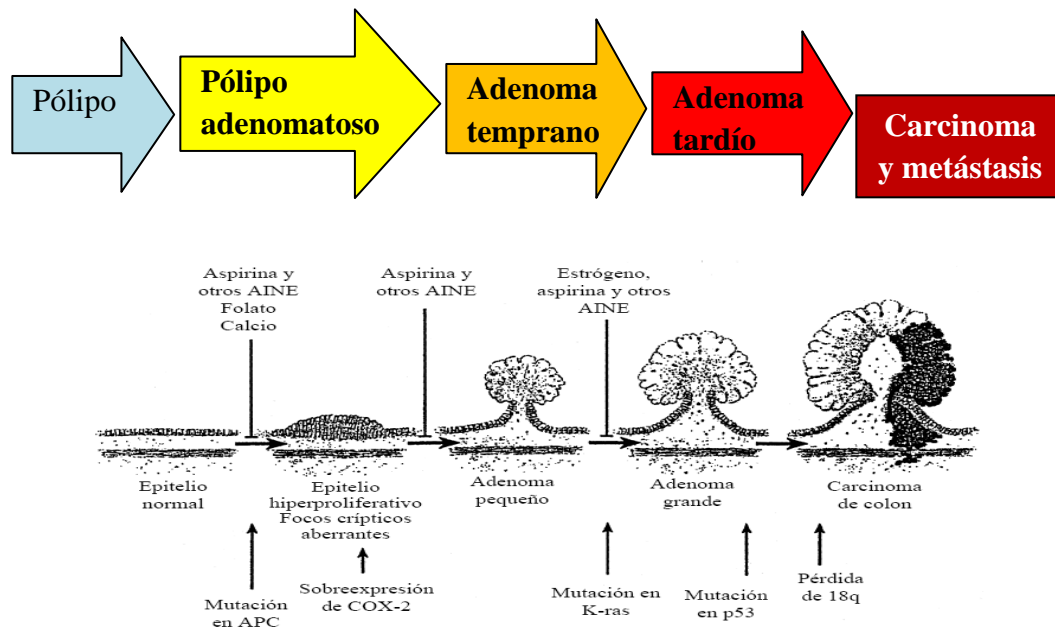 Pólipo
Pólipo
adenomatoso
Adenoma
temprano
Adenoma
tardío
Carcinoma
y metástasis
Aspirina y
otros AINE
Folato
Calcio
Aspirina y
otros AINE
Estrógeno,
aspirina y otros
AINE
Epitelio
normal
Epitelio
hiperproliferativo
Focos crípticos
aberrantes
Adenoma
pequeño
Adenoma
grande
Carcinoma
de colon
Mutación
en APC
Sobreexpresión
de COX-2
Mutación en
K-ras
Mutación
en p53
Pérdida
de 18q